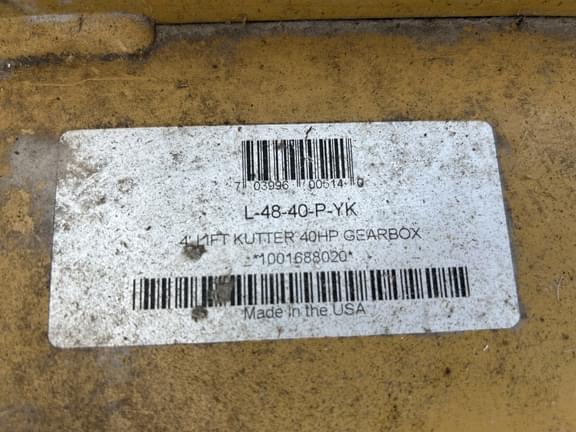 7 03996 00514 0
L-48-40-P-YK
4' LIFT KUTTER 40HP GEARBOX
*1001688020*
Made in the USA